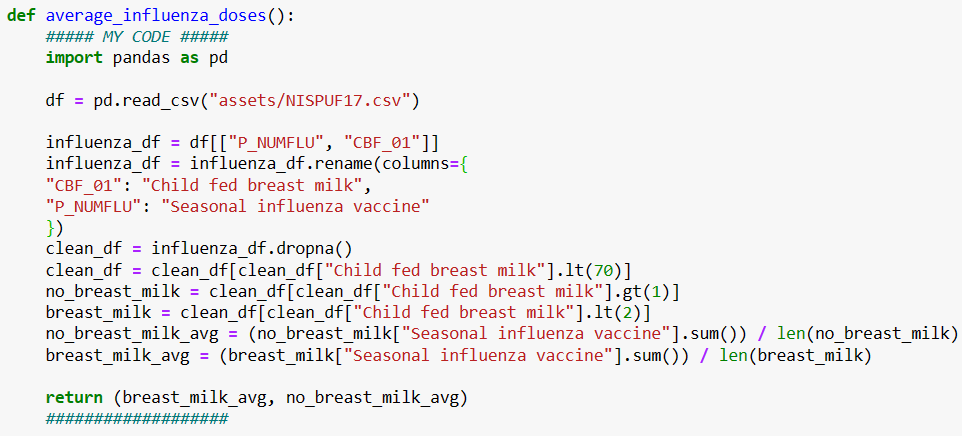 def average_influenza_doses():
    ##### MY CODE #####
    import pandas as pd

    df = pd.read_csv("assets/NISPUF17.csv")

    influenza_df = df[["P_NUMFLU", "CBF_01"]]
    influenza_df = influenza_df.rename(columns={
    "CBF_01": "Child fed breast milk",
    "P_NUMFLU": "Seasonal influenza vaccine"
    })
    clean_df = influenza_df.dropna()
    clean_df = clean_df[clean_df["Child fed breast milk"].lt(70)]
    no_breast_milk = clean_df[clean_df["Child fed breast milk"].gt(1)]
    breast_milk = clean_df[clean_df["Child fed breast milk"].lt(2)]
    no_breast_milk_avg = (no_breast_milk["Seasonal influenza vaccine"].sum()) / len(no_breast_milk)
    breast_milk_avg = (breast_milk["Seasonal influenza vaccine"].sum()) / len(breast_milk)

    return (breast_milk_avg, no_breast_milk_avg)
    ###################